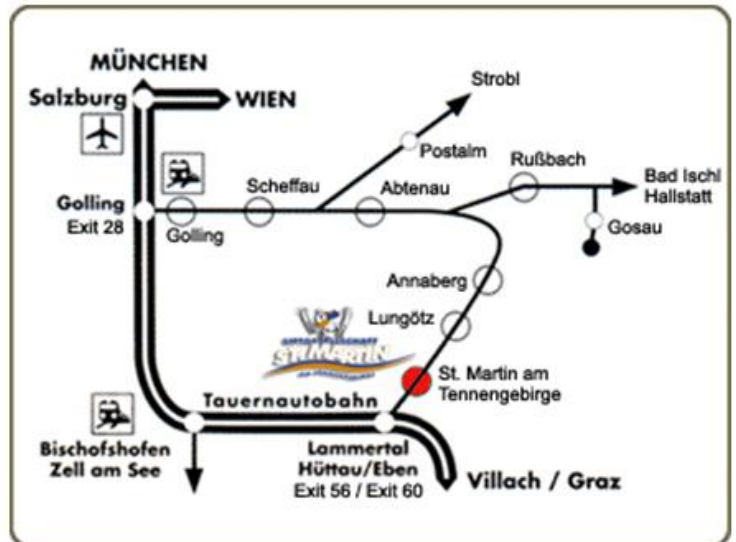 MÜNCHEN
Salzburg
WIEN
Strobl
Postalm
Rußbach
Bad Ischl
Hallstatt
Gosau
Scheffau
Abtenau
Golling
Exit 28
Golling
Annaberg
Lungötz
ST.MARTIN
St. Martin am
Tennengebirge
Tauernautobahn
Bischofshofen
Zell am See
Lammertal
Hüttau/Eben
Exit 56 / Exit 60
Villach / Graz